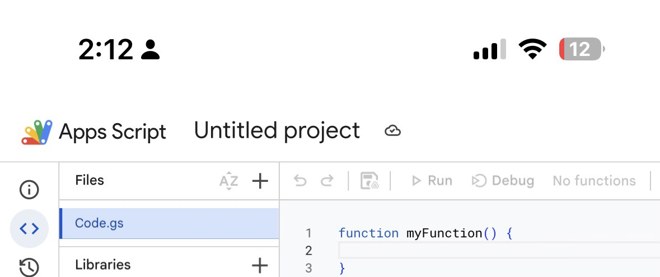 2:12
12
Apps Script Untitled project
Files AZ Run Debug No functions
Code.gs
1 function myFunction() {
2
Libraries
3 }